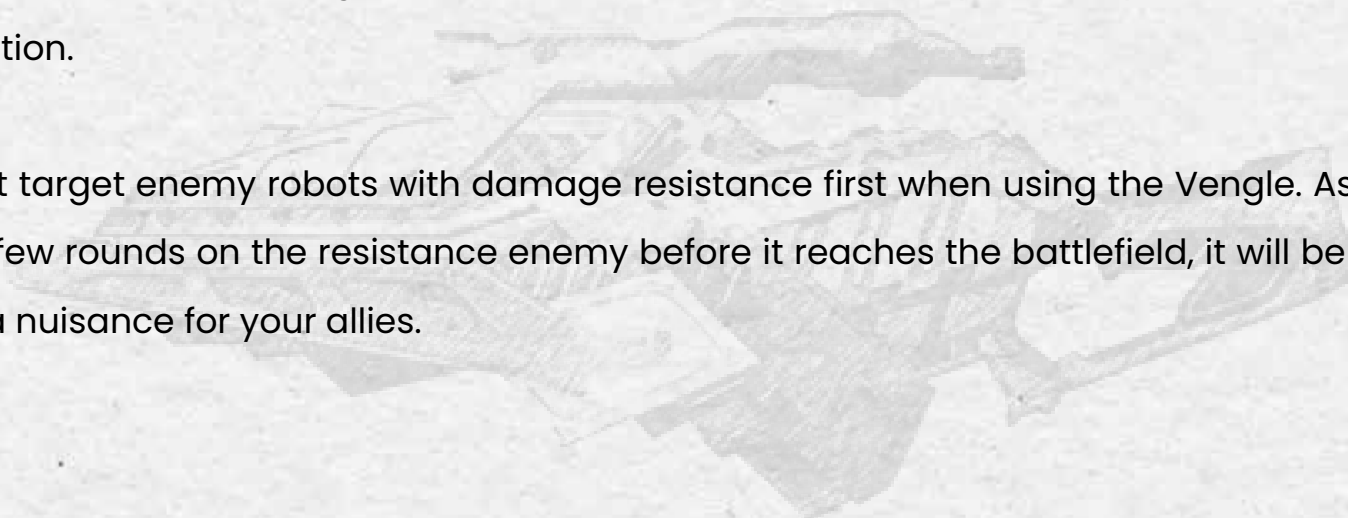 tion.
t target enemy robots with damage resistance first when using the Vengle. As
few rounds on the resistance enemy before it reaches the battlefield, it will be
a nuisance for your allies.